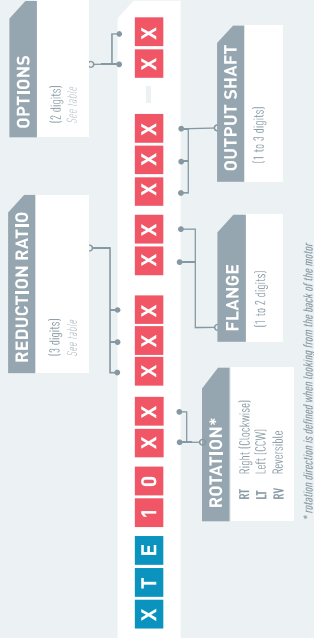 REDUCTION RATIO
(3 digits)
See table
OPTIONS
(2 digits)
See table
X T E 1 0 X X X X X X X X X X – X X
ROTATION*
RT Right (Clockwise)
LT Left (CCW)
RV Reversible
FLANGE
(1 to 2 digits)
OUTPUT SHAFT
(1 to 3 digits)
* rotation direction is defined when looking from the back of the motor